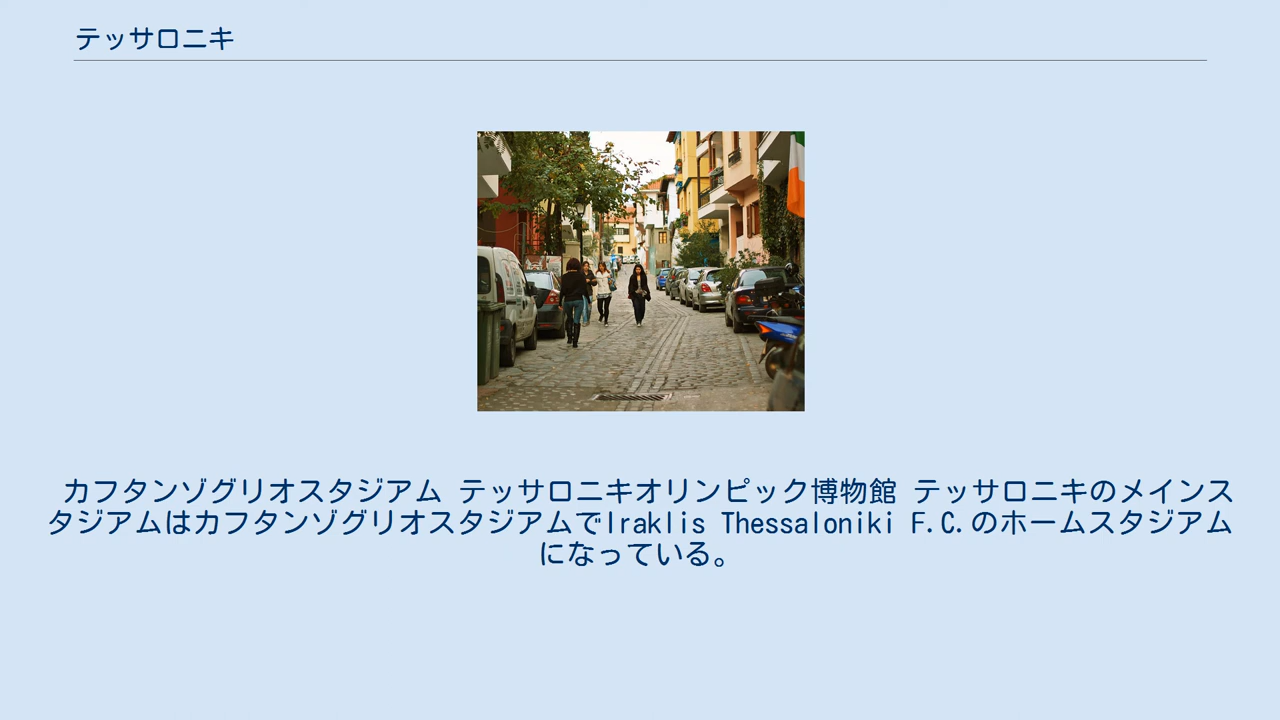 テッサロニキ
カフタンゾグリオスタジアム テッサロニキオリンピック博物館 テッサロニキのメインス
タジアムはカフタンゾグリオスタジアムでIraklis Thessaloniki F.C.のホームスタジアム
になっている。